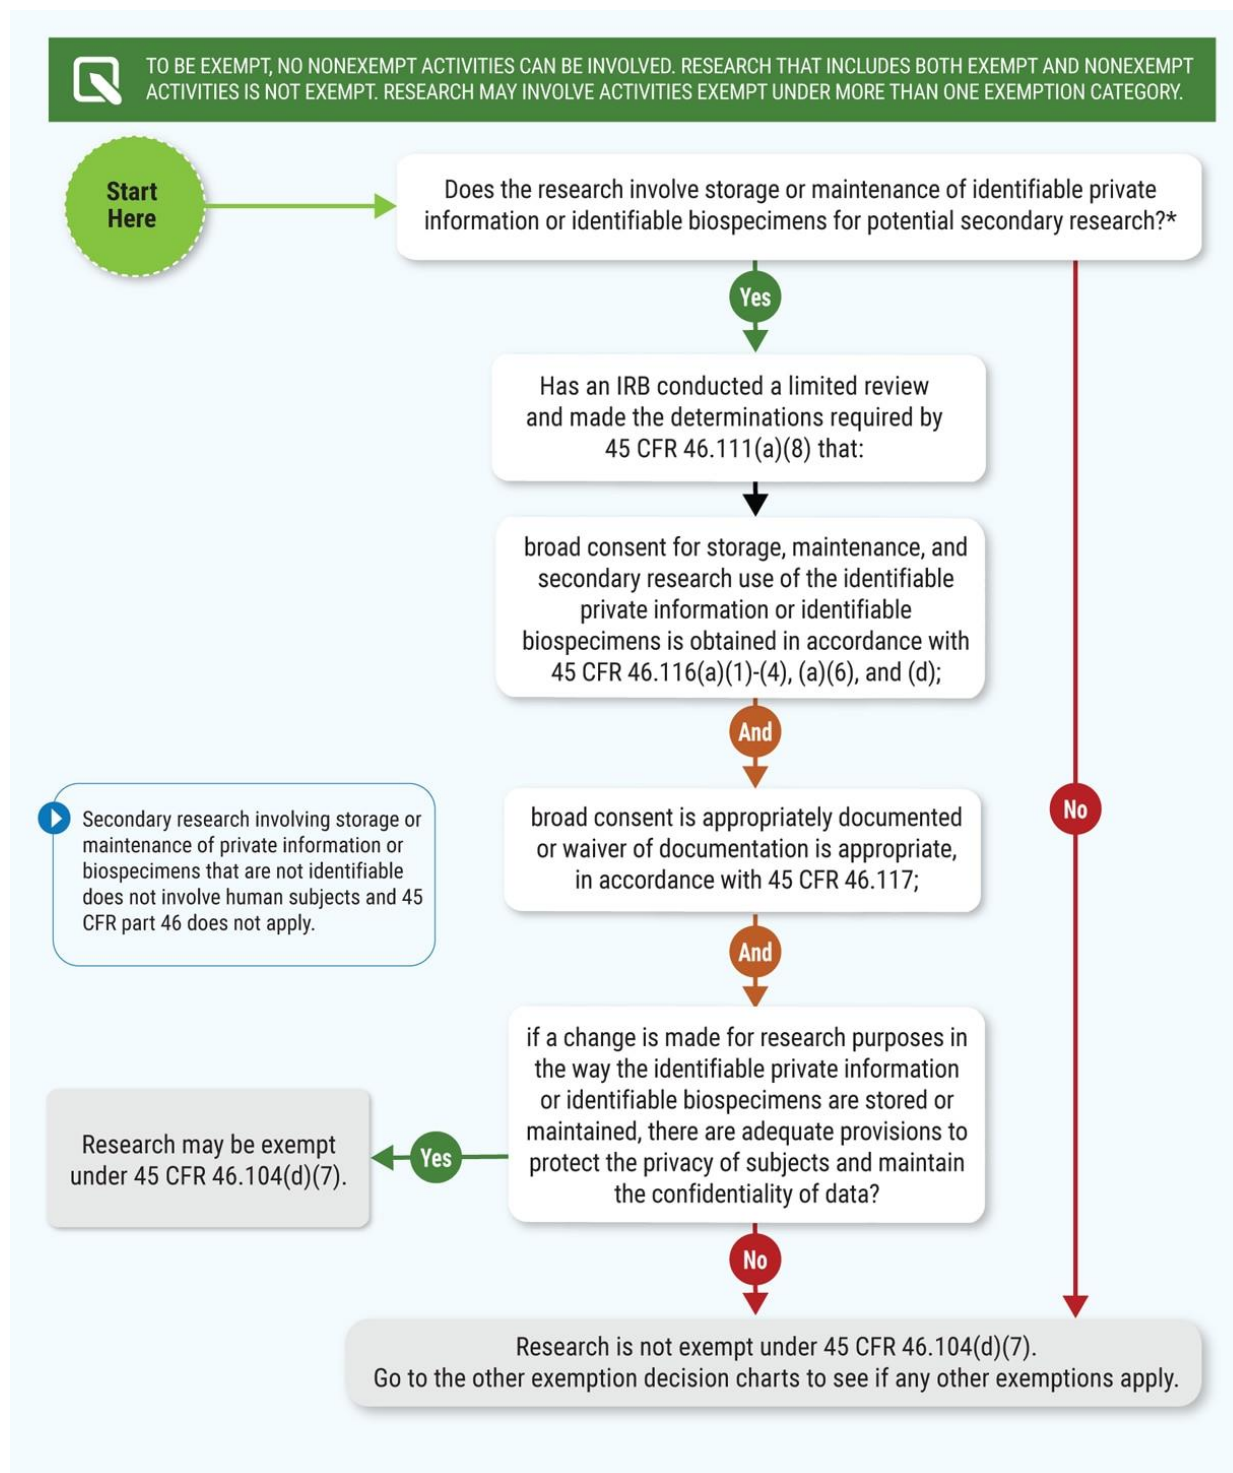 TO BE EXEMPT, NO NONEXEMPT ACTIVITIES CAN BE INVOLVED. RESEARCH THAT INCLUDES BOTH EXEMPT AND NONEXEMPT
ACTIVITIES IS NOT EXEMPT. RESEARCH MAY INVOLVE ACTIVITIES EXEMPT UNDER MORE THAN ONE EXEMPTION CATEGORY.
Start
Here
Does the research involve storage or maintenance of identifiable private
information or identifiable biospecimens for potential secondary research?*
Yes
Has an IRB conducted a limited review
and made the determinations required by
45 CFR 46.111(a)(8) that:
broad consent for storage, maintenance, and
secondary research use of the identifiable
private information or identifiable
biospecimens is obtained in accordance with
45 CFR 46.116(a)(1)-(4), (a)(6), and (d);
And
broad consent is appropriately documented
or waiver of documentation is appropriate,
in accordance with 45 CFR 46.117;
No
Secondary research involving storage or
maintenance of private information or
biospecimens that are not identifiable
does not involve human subjects and 45
CFR part 46 does not apply.
And
if a change is made for research purposes in
the way the identifiable private information
or identifiable biospecimens are stored or
maintained, there are adequate provisions to
protect the privacy of subjects and maintain
the confidentiality of data?
Yes
Research may be exempt
under 45 CFR 46.104(d)(7).
No
Research is not exempt under 45 CFR 46.104(d)(7).
Go to the other exemption decision charts to see if any other exemptions apply.